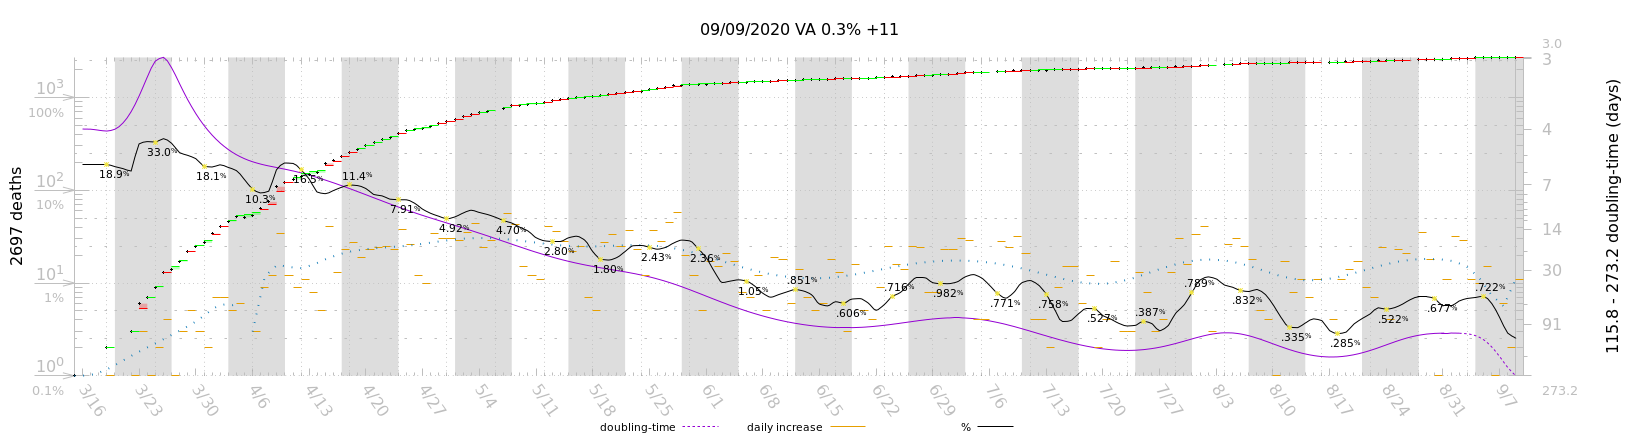 09/09/2020 VA 0.3% +11
3.0
10³ 3
100%
4
33.0%
18.9% 18.1% 16.5% 11.4%
10² 7
10.3%
10%
7.91%
4.92% 4.70%
14
2.80% 1.80% 2.43% 2.36%
10¹ 30
1.05% .851% .606% .716% .982% .771% .758% .527% .387% .789% .832% .335% .285% .522% .677% .722%
1%
91
10⁰
0.1% 273.2
3/16 3/23 3/30 4/6 4/13 4/20 4/27 5/4 5/11 5/18 5/25 6/1 6/8 6/15 6/22 6/29 7/6 7/13 7/20 7/27 8/3 8/10 8/17 8/24 8/31 9/7
2697 deaths
115.8 - 273.2 doubling-time (days)
doubling-time daily increase %